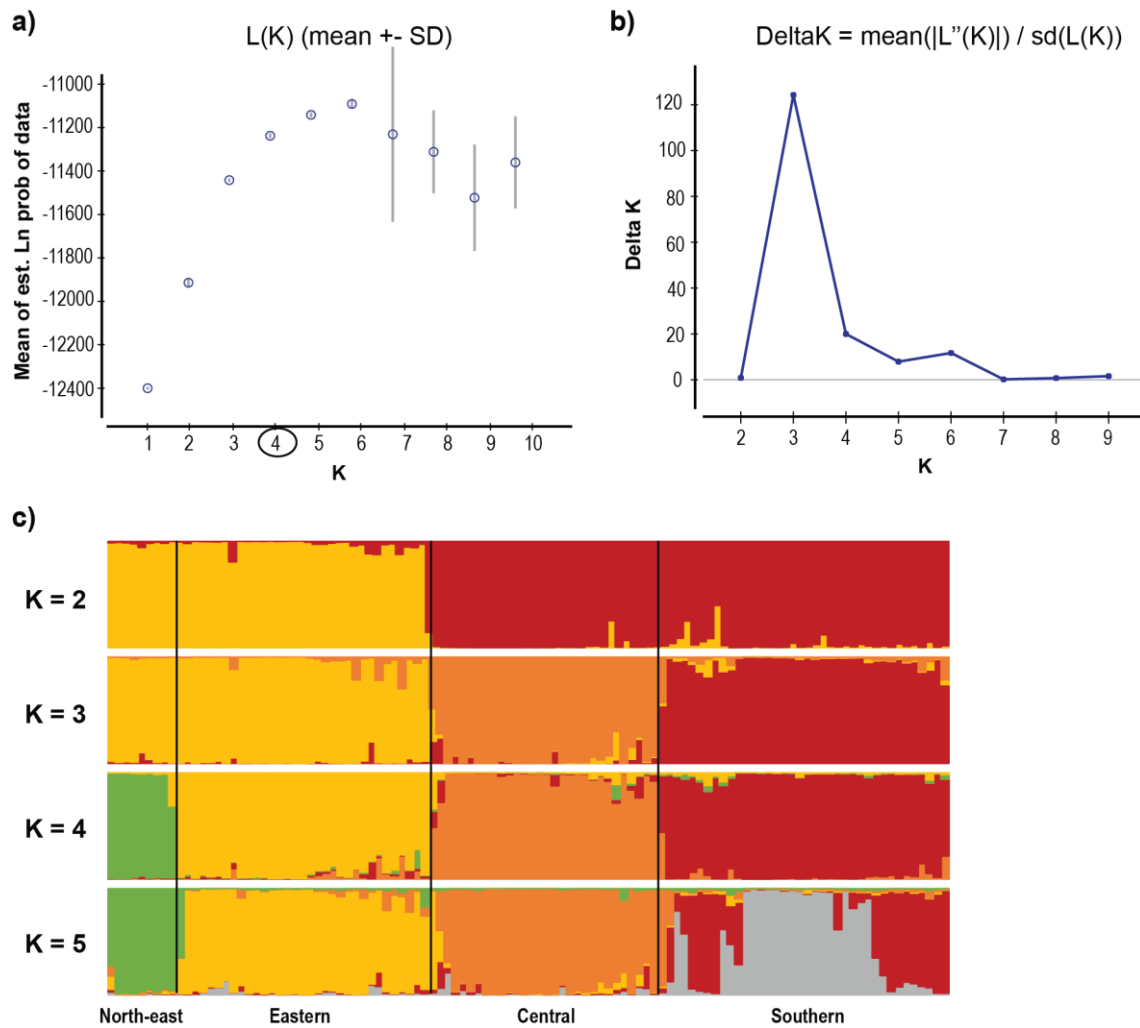 a)
L(K) (mean +- SD)
Mean of est. Ln prob of data
-11000
-11200
-11400
-11600
-11800
-12000
-12200
-12400
1 2 3 4 5 6 7 8 9 10
K
b)
DeltaK = mean(|L”(K)|) / sd(L(K))
Delta K
120
100
80
60
40
20
0
2 3 4 5 6 7 8 9
K
c)
K = 2
K = 3
K = 4
K = 5
North-east Eastern Central Southern